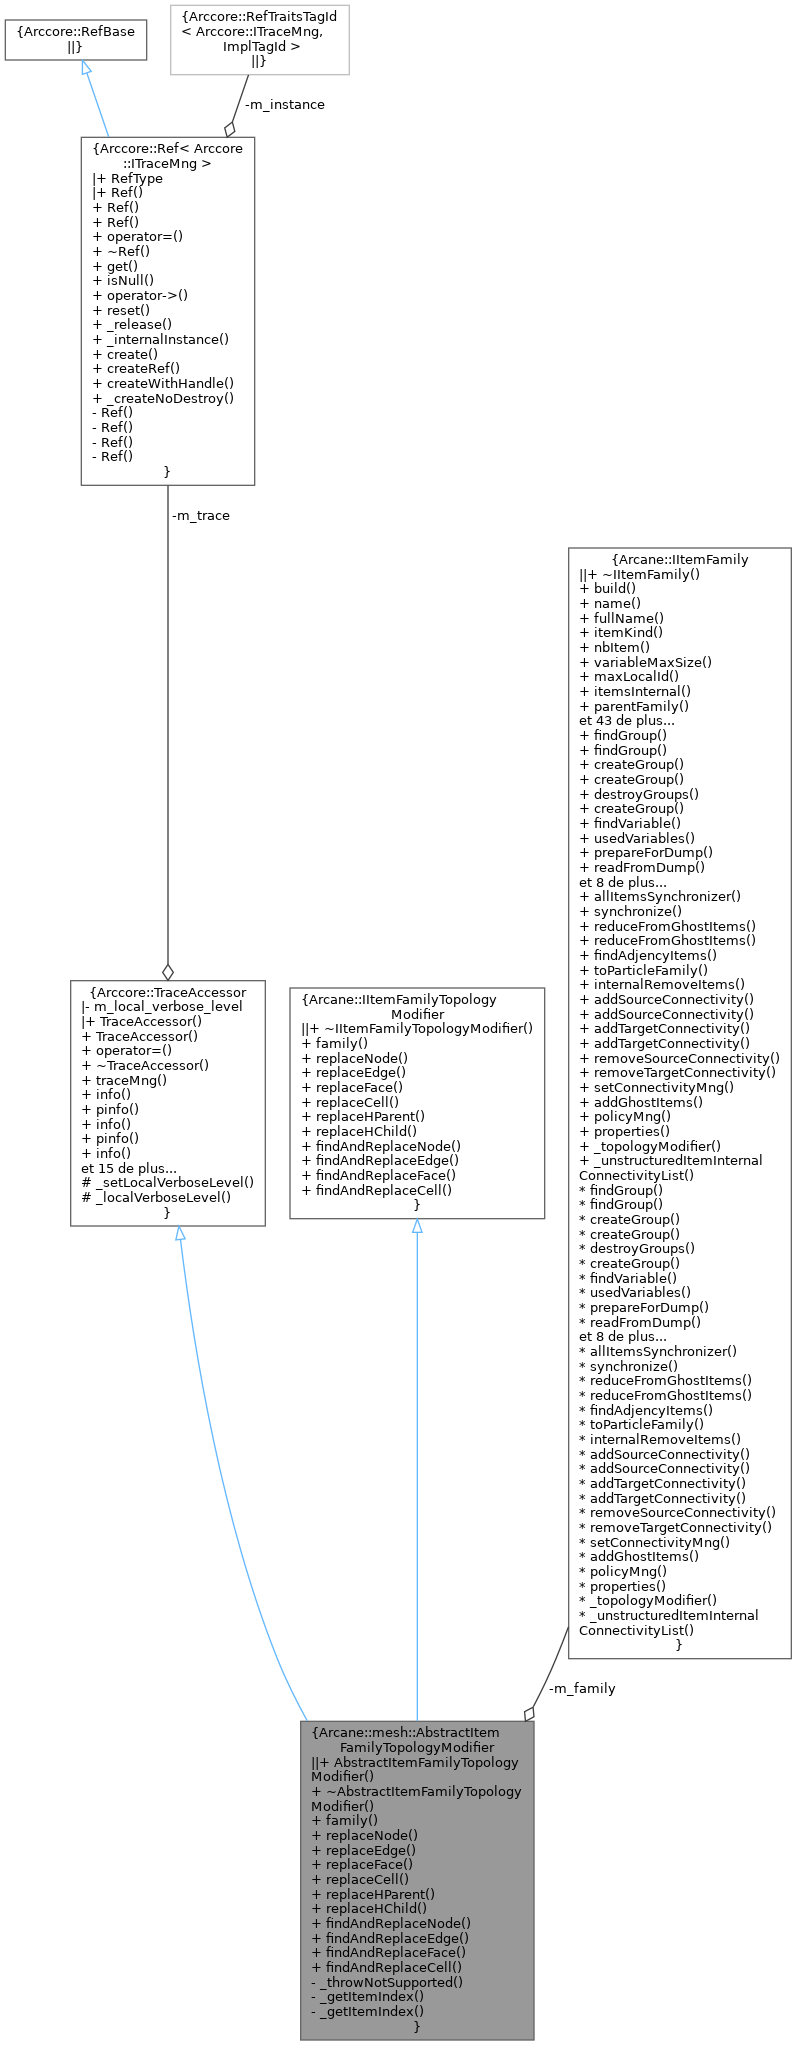 {Arccore::RefBase
||}
{Arccore::RefTraitsTagId
< Arccore::ITraceMng,
ImplTagId >
||}
-m_instance
{Arccore::Ref< Arccore
::ITraceMng >
|+ RefType
|+ Ref()
+ Ref()
+ Ref()
+ operator=()
+ ~Ref()
+ get()
+ isNull()
+ operator->()
+ reset()
+ _release()
+ _internalInstance()
+ create()
+ createRef()
+ createWithHandle()
+ _createNoDestroy()
- Ref()
- Ref()
- Ref()
- Ref()
}
-m_trace
{Arcane::IItemFamily
||+ ~IItemFamily()
+ build()
+ name()
+ fullName()
+ itemKind()
+ nbItem()
+ variableMaxSize()
+ maxLocalId()
+ itemsInternal()
+ parentFamily()
et 43 de plus...
+ findGroup()
+ findGroup()
+ createGroup()
+ createGroup()
+ destroyGroups()
+ createGroup()
+ findVariable()
+ usedVariables()
+ prepareForDump()
+ readFromDump()
et 8 de plus...
+ allItemsSynchronizer()
+ synchronize()
+ reduceFromGhostItems()
+ reduceFromGhostItems()
+ findAdjencyItems()
+ toParticleFamily()
+ internalRemoveItems()
+ addSourceConnectivity()
+ addSourceConnectivity()
+ addTargetConnectivity()
+ addTargetConnectivity()
+ removeSourceConnectivity()
+ removeTargetConnectivity()
+ setConnectivityMng()
+ addGhostItems()
+ policyMng()
+ properties()
+ _topologyModifier()
+ _unstructuredItemInternal
ConnectivityList()
* findGroup()
* findGroup()
* createGroup()
* createGroup()
* destroyGroups()
* createGroup()
* findVariable()
* usedVariables()
* prepareForDump()
* readFromDump()
et 8 de plus...
* allItemsSynchronizer()
* synchronize()
* reduceFromGhostItems()
* reduceFromGhostItems()
* findAdjencyItems()
* toParticleFamily()
* internalRemoveItems()
* addSourceConnectivity()
* addSourceConnectivity()
* addTargetConnectivity()
* addTargetConnectivity()
* removeSourceConnectivity()
* removeTargetConnectivity()
* setConnectivityMng()
* addGhostItems()
* policyMng()
* properties()
* _topologyModifier()
* _unstructuredItemInternal
ConnectivityList()
}
{Arccore::TraceAccessor
|- m_local_verbose_level
|+ TraceAccessor()
+ TraceAccessor()
+ operator=()
+ ~TraceAccessor()
+ traceMng()
+ info()
+ pinfo()
+ info()
+ pinfo()
+ info()
et 15 de plus...
# _setLocalVerboseLevel()
# _localVerboseLevel()
}
{Arcane::IItemFamilyTopology
Modifier
||+ ~IItemFamilyTopologyModifier()
+ family()
+ replaceNode()
+ replaceEdge()
+ replaceFace()
+ replaceCell()
+ replaceHParent()
+ replaceHChild()
+ findAndReplaceNode()
+ findAndReplaceEdge()
+ findAndReplaceFace()
+ findAndReplaceCell()
}
-m_family
{Arcane::mesh::AbstractItem
FamilyTopologyModifier
||+ AbstractItemFamilyTopology
Modifier()
+ ~AbstractItemFamilyTopology
Modifier()
+ family()
+ replaceNode()
+ replaceEdge()
+ replaceFace()
+ replaceCell()
+ replaceHParent()
+ replaceHChild()
+ findAndReplaceNode()
+ findAndReplaceEdge()
+ findAndReplaceFace()
+ findAndReplaceCell()
- _throwNotSupported()
- _getItemIndex()
- _getItemIndex()
}